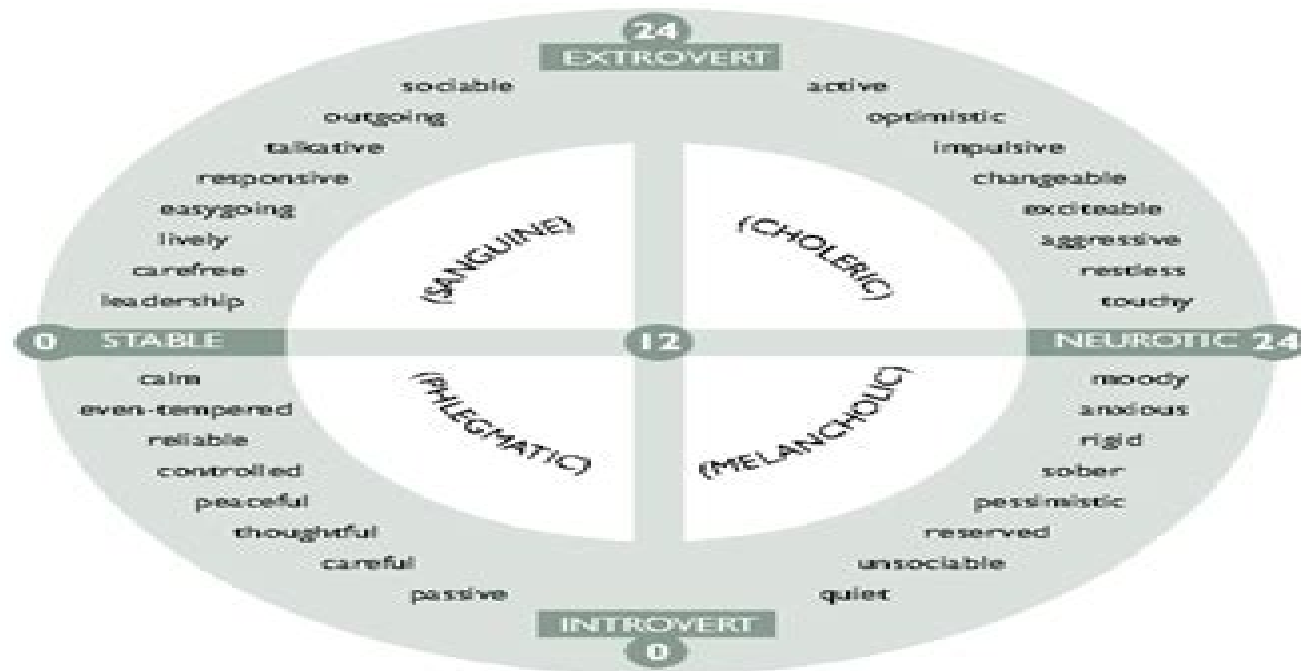 24
EXTROVERT
sociable active
outgoing optimistic
talkative impulsive
responsive changeable
easygoing exciteable
lively aggressive
carefree restless
leadership touchy
(SANGUINE) (CHOLERIC)
0 STABLE 12 NEUROTIC 24
(PHLEGMATIC) (MELANCHOLIC)
calm moody
even-tempered anxious
reliable rigid
controlled sober
peaceful pessimistic
thoughtful reserved
careful unsociable
passive quiet
INTROVERT
0